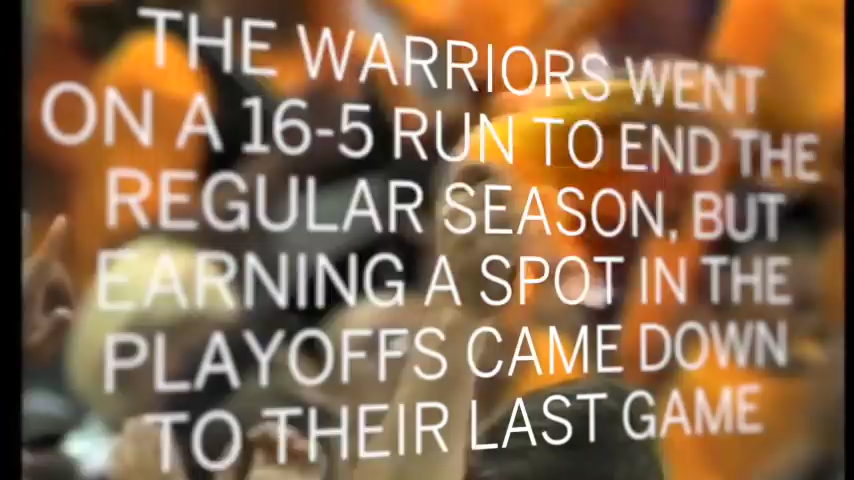 THE WARRIORS WENT
ON A 16-5 RUN TO END THE
REGULAR SEASON, BUT
EARNING A SPOT IN THE
PLAYOFFS CAME DOWN
TO THEIR LAST GAME